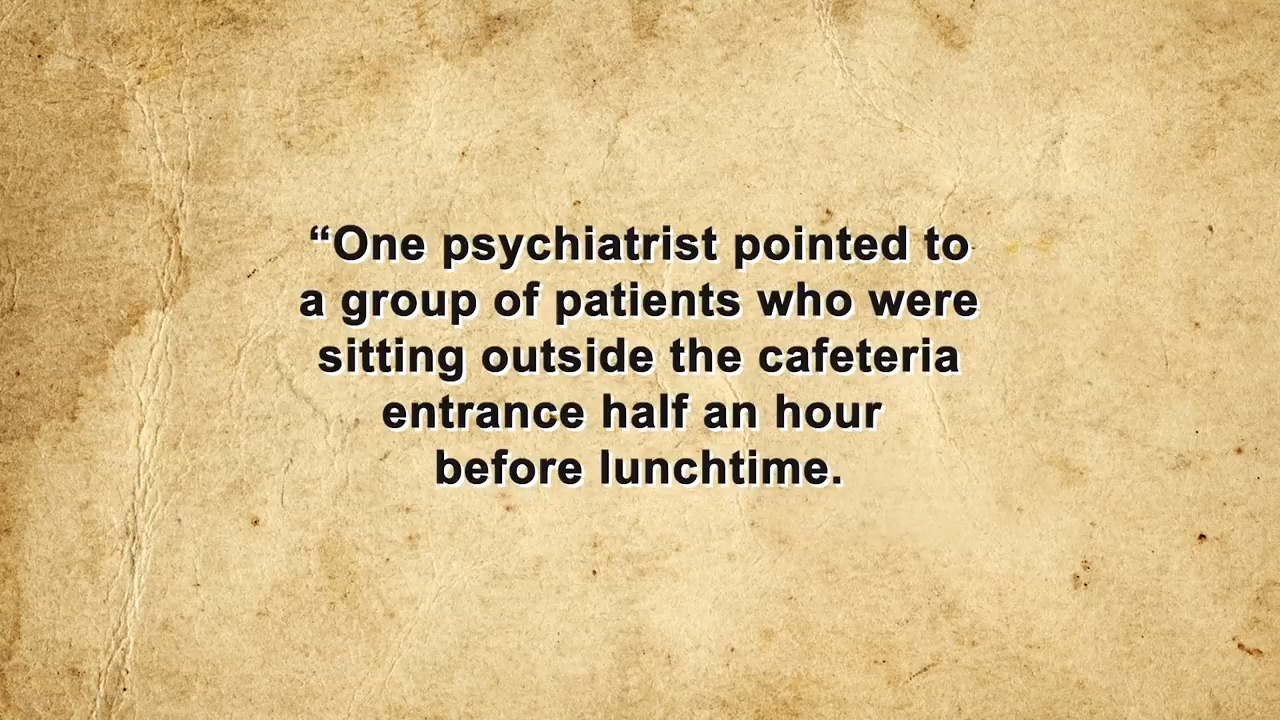 “One psychiatrist pointed to
a group of patients who were
sitting outside the cafeteria
entrance half an hour
before lunchtime.